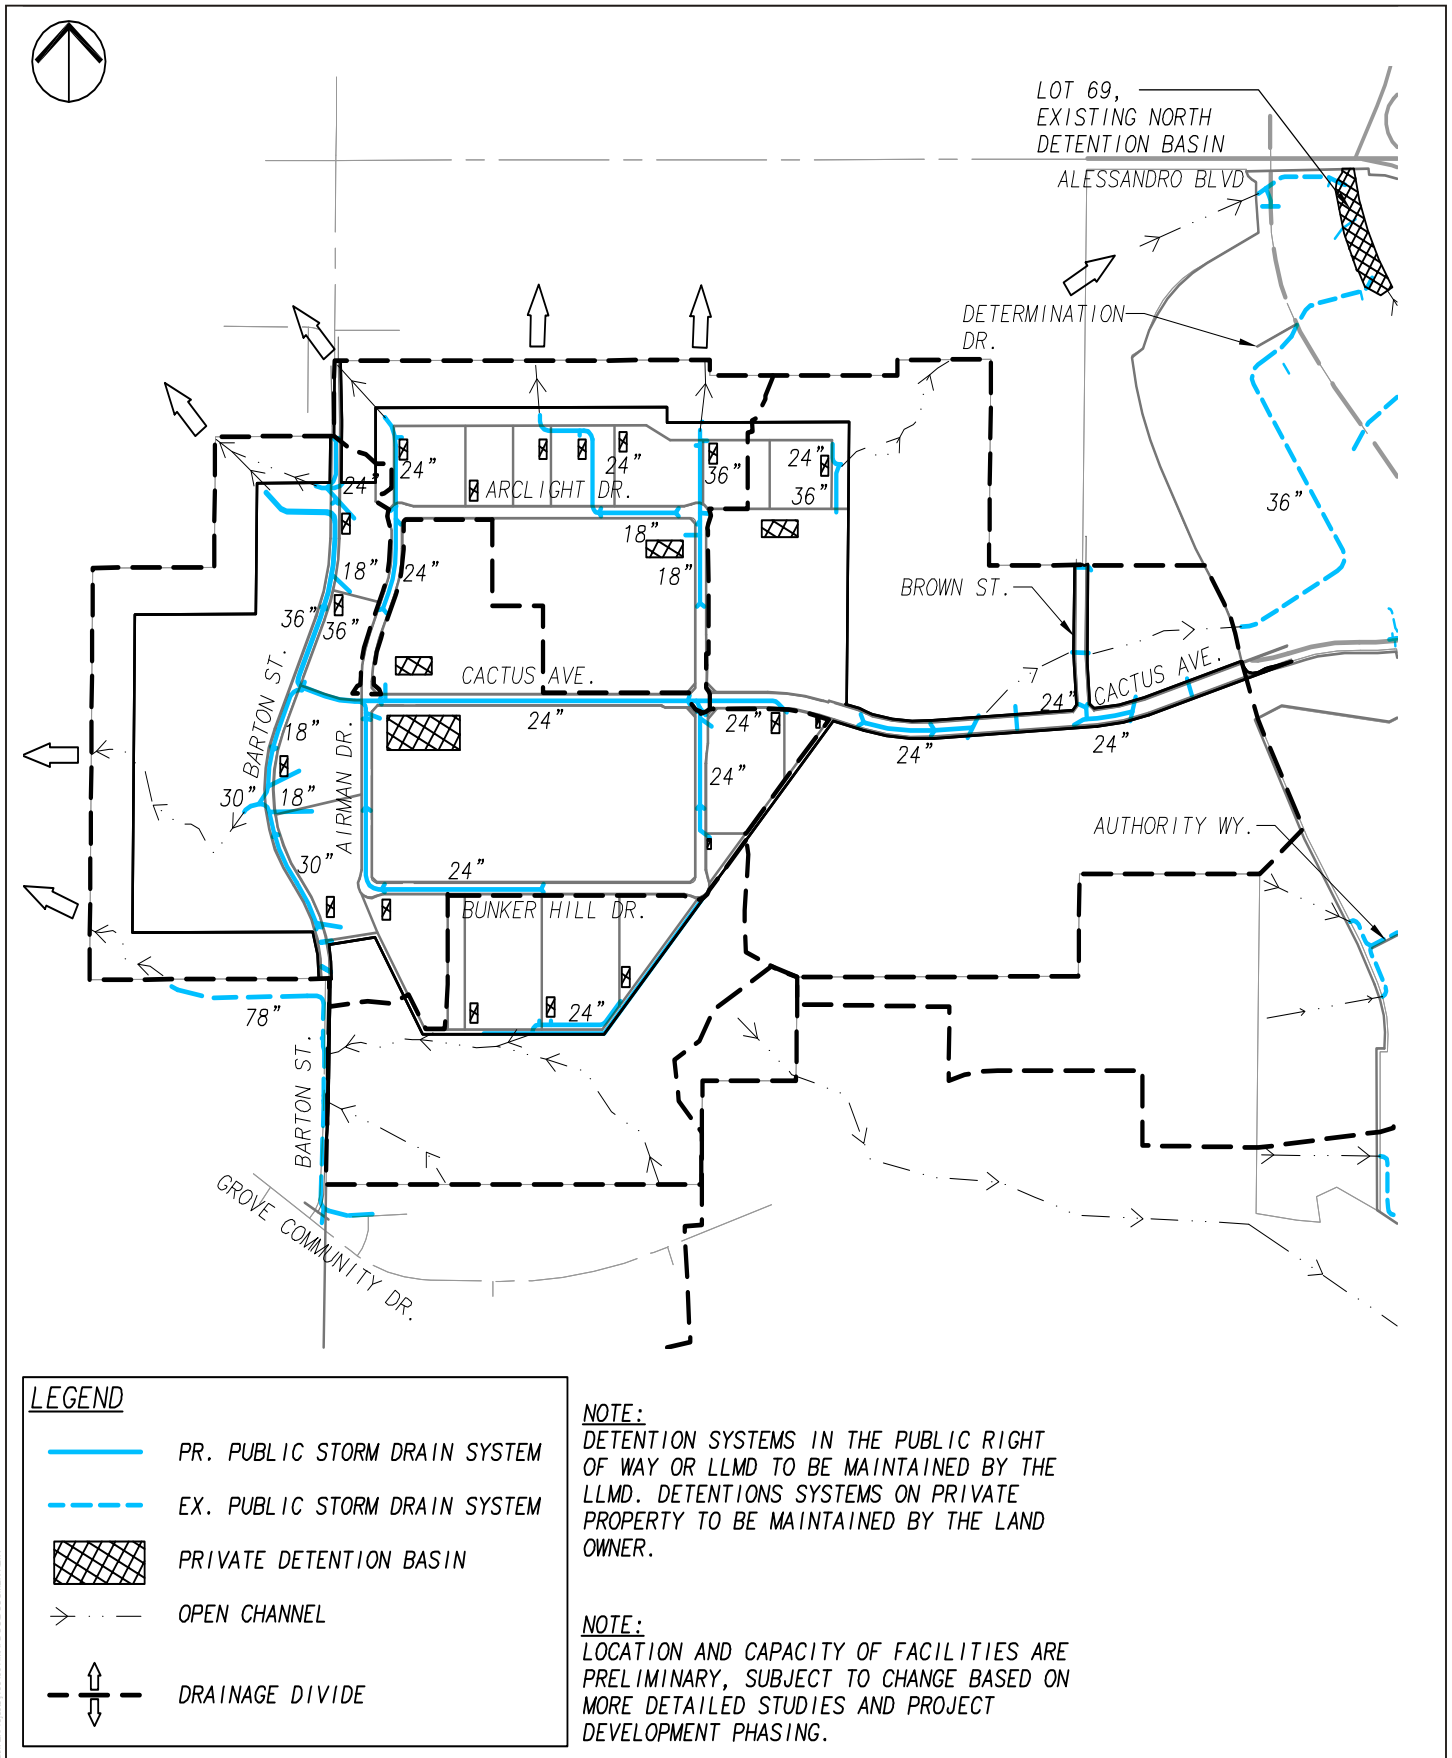 LOT 69,
EXISTING NORTH
DETENTION BASIN
ALESSANDRO BLVD
DETERMINATION
DR.
24"
24"
24"
36"
24"
36"
36"
ARCLIGHT DR.
18"
18"
24"
18"
BROWN ST.
36"
36"
BARTON ST.
CACTUS AVE.
CACTUS AVE.
24"
24"
24"
24"
24"
18"
AIRMAN DR.
24"
30"
18"
AUTHORITY WY.
30"
24"
BUNKER HILL DR.
24"
78"
BARTON ST.
GROVE COMMUNITY DR.
LEGEND
PR. PUBLIC STORM DRAIN SYSTEM
EX. PUBLIC STORM DRAIN SYSTEM
PRIVATE DETENTION BASIN
OPEN CHANNEL
DRAINAGE DIVIDE
NOTE:
DETENTION SYSTEMS IN THE PUBLIC RIGHT
OF WAY OR LLMD TO BE MAINTAINED BY THE
LLMD. DETENTIONS SYSTEMS ON PRIVATE
PROPERTY TO BE MAINTAINED BY THE LAND
OWNER.
NOTE:
LOCATION AND CAPACITY OF FACILITIES ARE
PRELIMINARY, SUBJECT TO CHANGE BASED ON
MORE DETAILED STUDIES AND PROJECT
DEVELOPMENT PHASING.